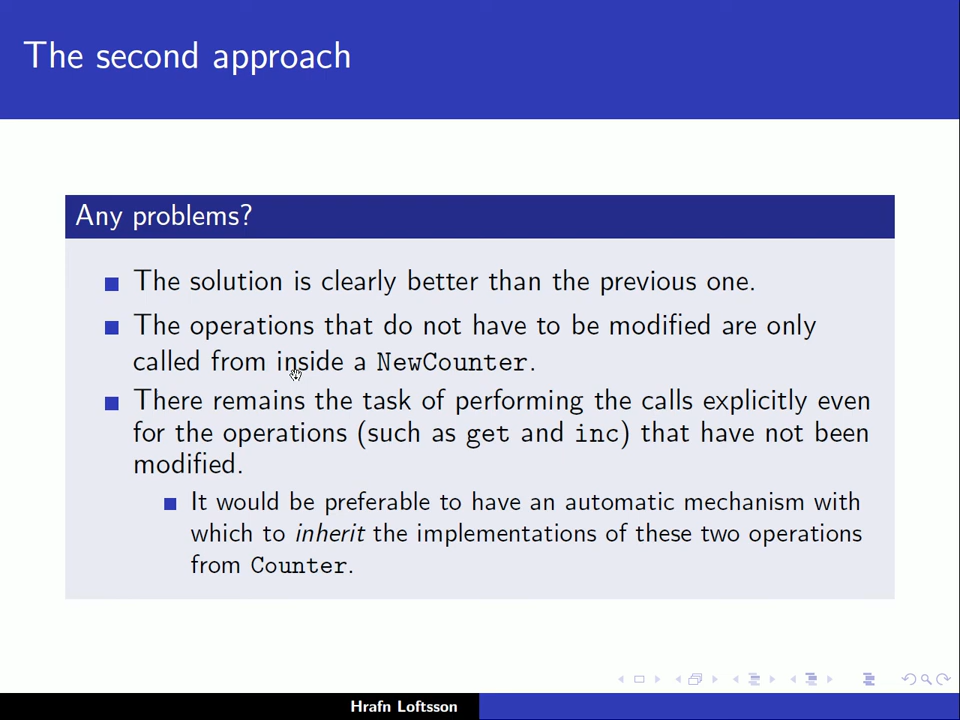 The second approach
Any problems?
The solution is clearly better than the previous one.
The operations that do not have to be modified are only
called from inside a NewCounter.
There remains the task of performing the calls explicitly even
for the operations (such as get and inc) that have not been
modified.
It would be preferable to have an automatic mechanism with
which to inherit the implementations of these two operations
from Counter.
Hrafn Loftsson